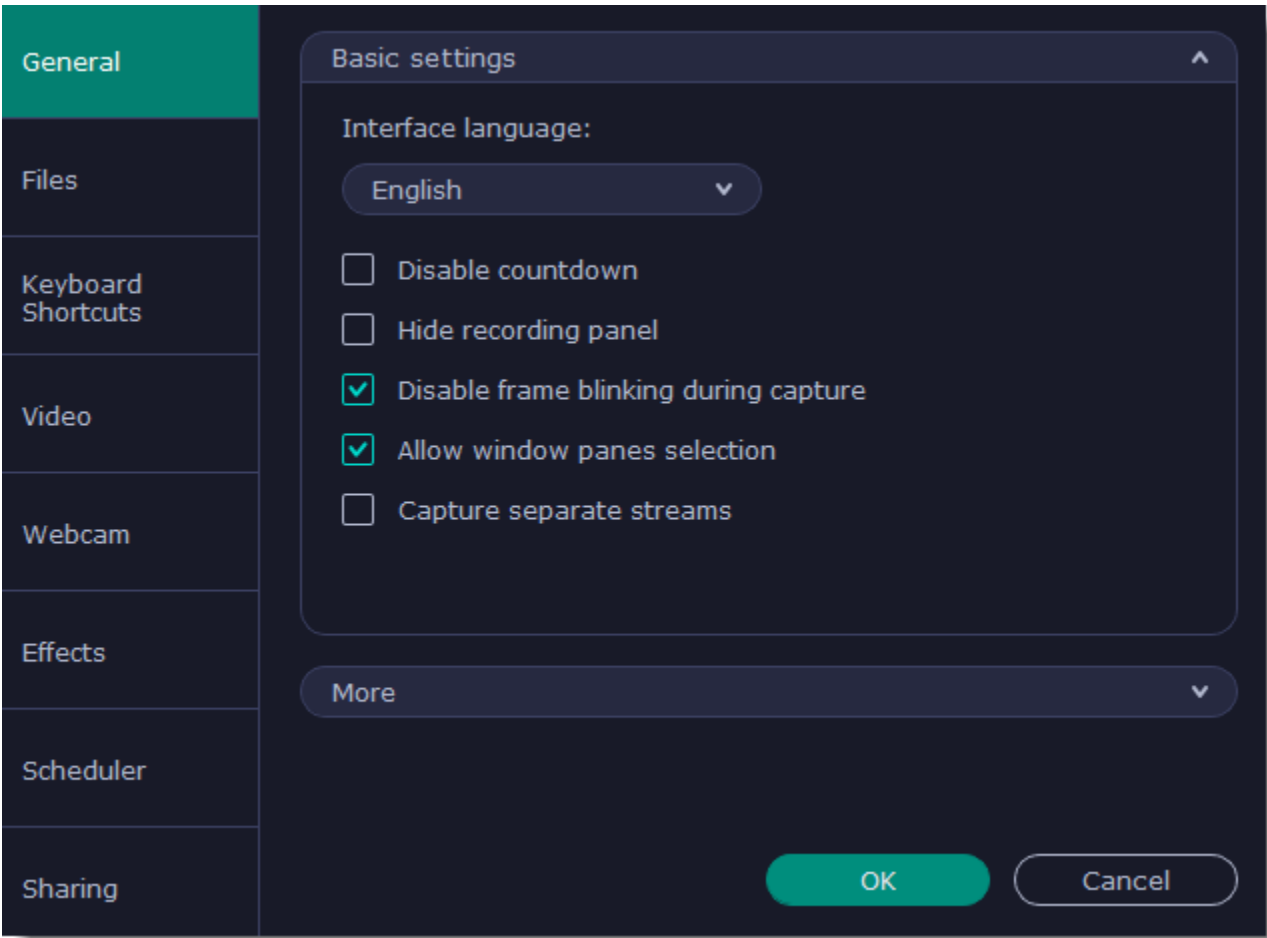 General
Files
Keyboard
Shortcuts
Video
Webcam
Effects
Scheduler
Sharing
Basic settings
Interface language:
English
Disable countdown
Hide recording panel
Disable frame blinking during capture
Allow window panes selection
Capture separate streams
More
OK
Cancel